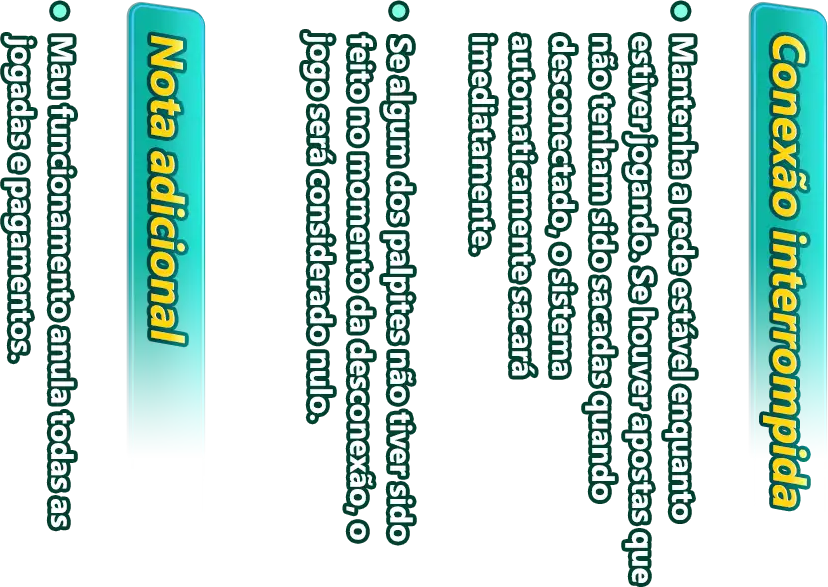 Conexão interrompida
Mantenha a rede estável enquanto
estiver jogando. Se houver apostas que
não tenham sido sacadas quando
desconectado, o sistema
automaticamente sacará
imediatamente.
Se algum dos palpites não tiver sido
feito no momento da desconexão, o
jogo será considerado nulo.
Nota adicional
Mau funcionamento anula todas as
jogadas e pagamentos.